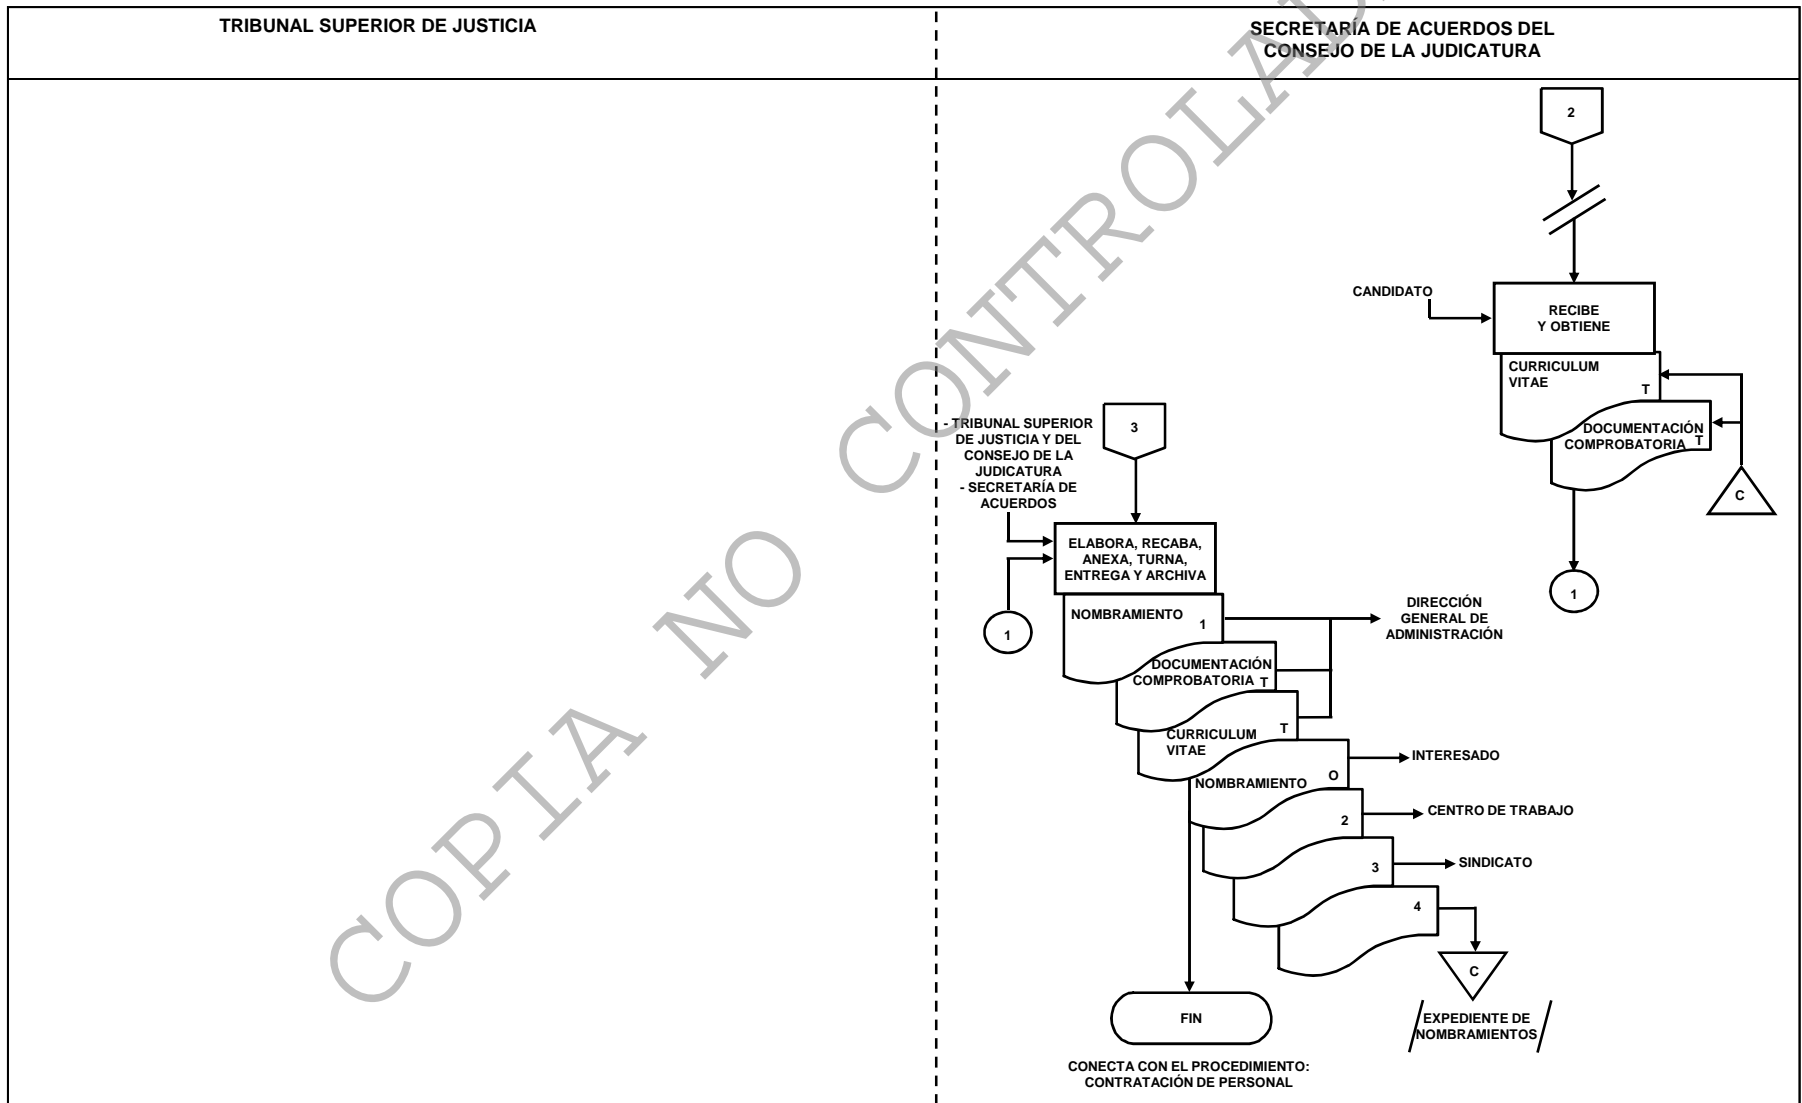 TRIBUNAL SUPERIOR DE JUSTICIA
SECRETARÍA DE ACUERDOS DEL
CONSEJO DE LA JUDICATURA
2
CANDIDATO
RECIBE
Y OBTIENE
CURRICULUM
VITAE
T
DOCUMENTACIÓN
COMPROBATORIA T
C
1
3
- TRIBUNAL SUPERIOR
DE JUSTICIA Y DEL
CONSEJO DE LA
JUDICATURA
- SECRETARÍA DE
ACUERDOS
ELABORA, RECABA,
ANEXA, TURNA,
ENTREGA Y ARCHIVA
1
NOMBRAMIENTO
1
DIRECCIÓN
GENERAL DE
ADMINISTRACIÓN
DOCUMENTACIÓN
COMPROBATORIA T
CURRICULUM
VITAE
T
NOMBRAMIENTO O
INTERESADO
2
CENTRO DE TRABAJO
3
SINDICATO
4
C
EXPEDIENTE DE
NOMBRAMIENTOS
FIN
CONECTA CON EL PROCEDIMIENTO:
CONTRATACIÓN DE PERSONAL
COPIA NO CONTROLAD